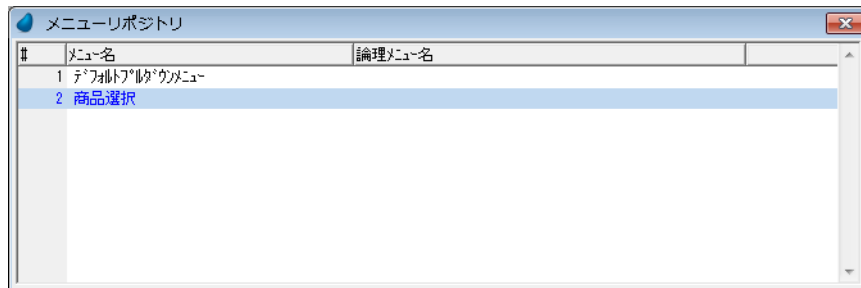 メニューリポジトリ
# ﾒﾆｭｰ名 論理ﾒﾆｭｰ名
1 ﾃﾞﾌｫﾙﾄﾌﾟﾙﾀﾞｳﾝﾒﾆｭｰ
2 商品選択